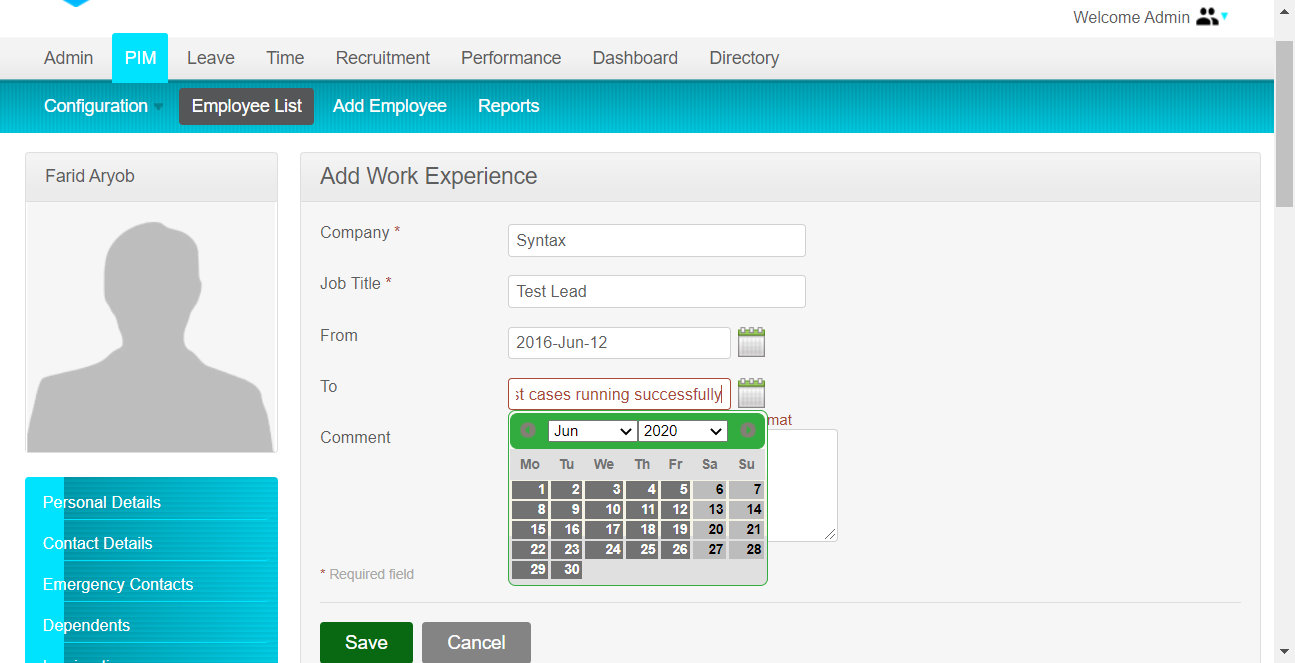 Welcome Admin
Admin PIM Leave Time Recruitment Performance Dashboard Directory
Configuration Employee List Add Employee Reports
Farid Aryob
Add Work Experience
Company *
Syntax
Job Title *
Test Lead
From
2016-Jun-12
To
cases running successfully
Comment
Jun 2020
Mo Tu We Th Fr Sa Su
1 2 3 4 5 6 7
8 9 10 11 12 13 14
15 16 17 18 19 20 21
22 23 24 25 26 27 28
29 30
* Required field
Save Cancel
Personal Details
Contact Details
Emergency Contacts
Dependents